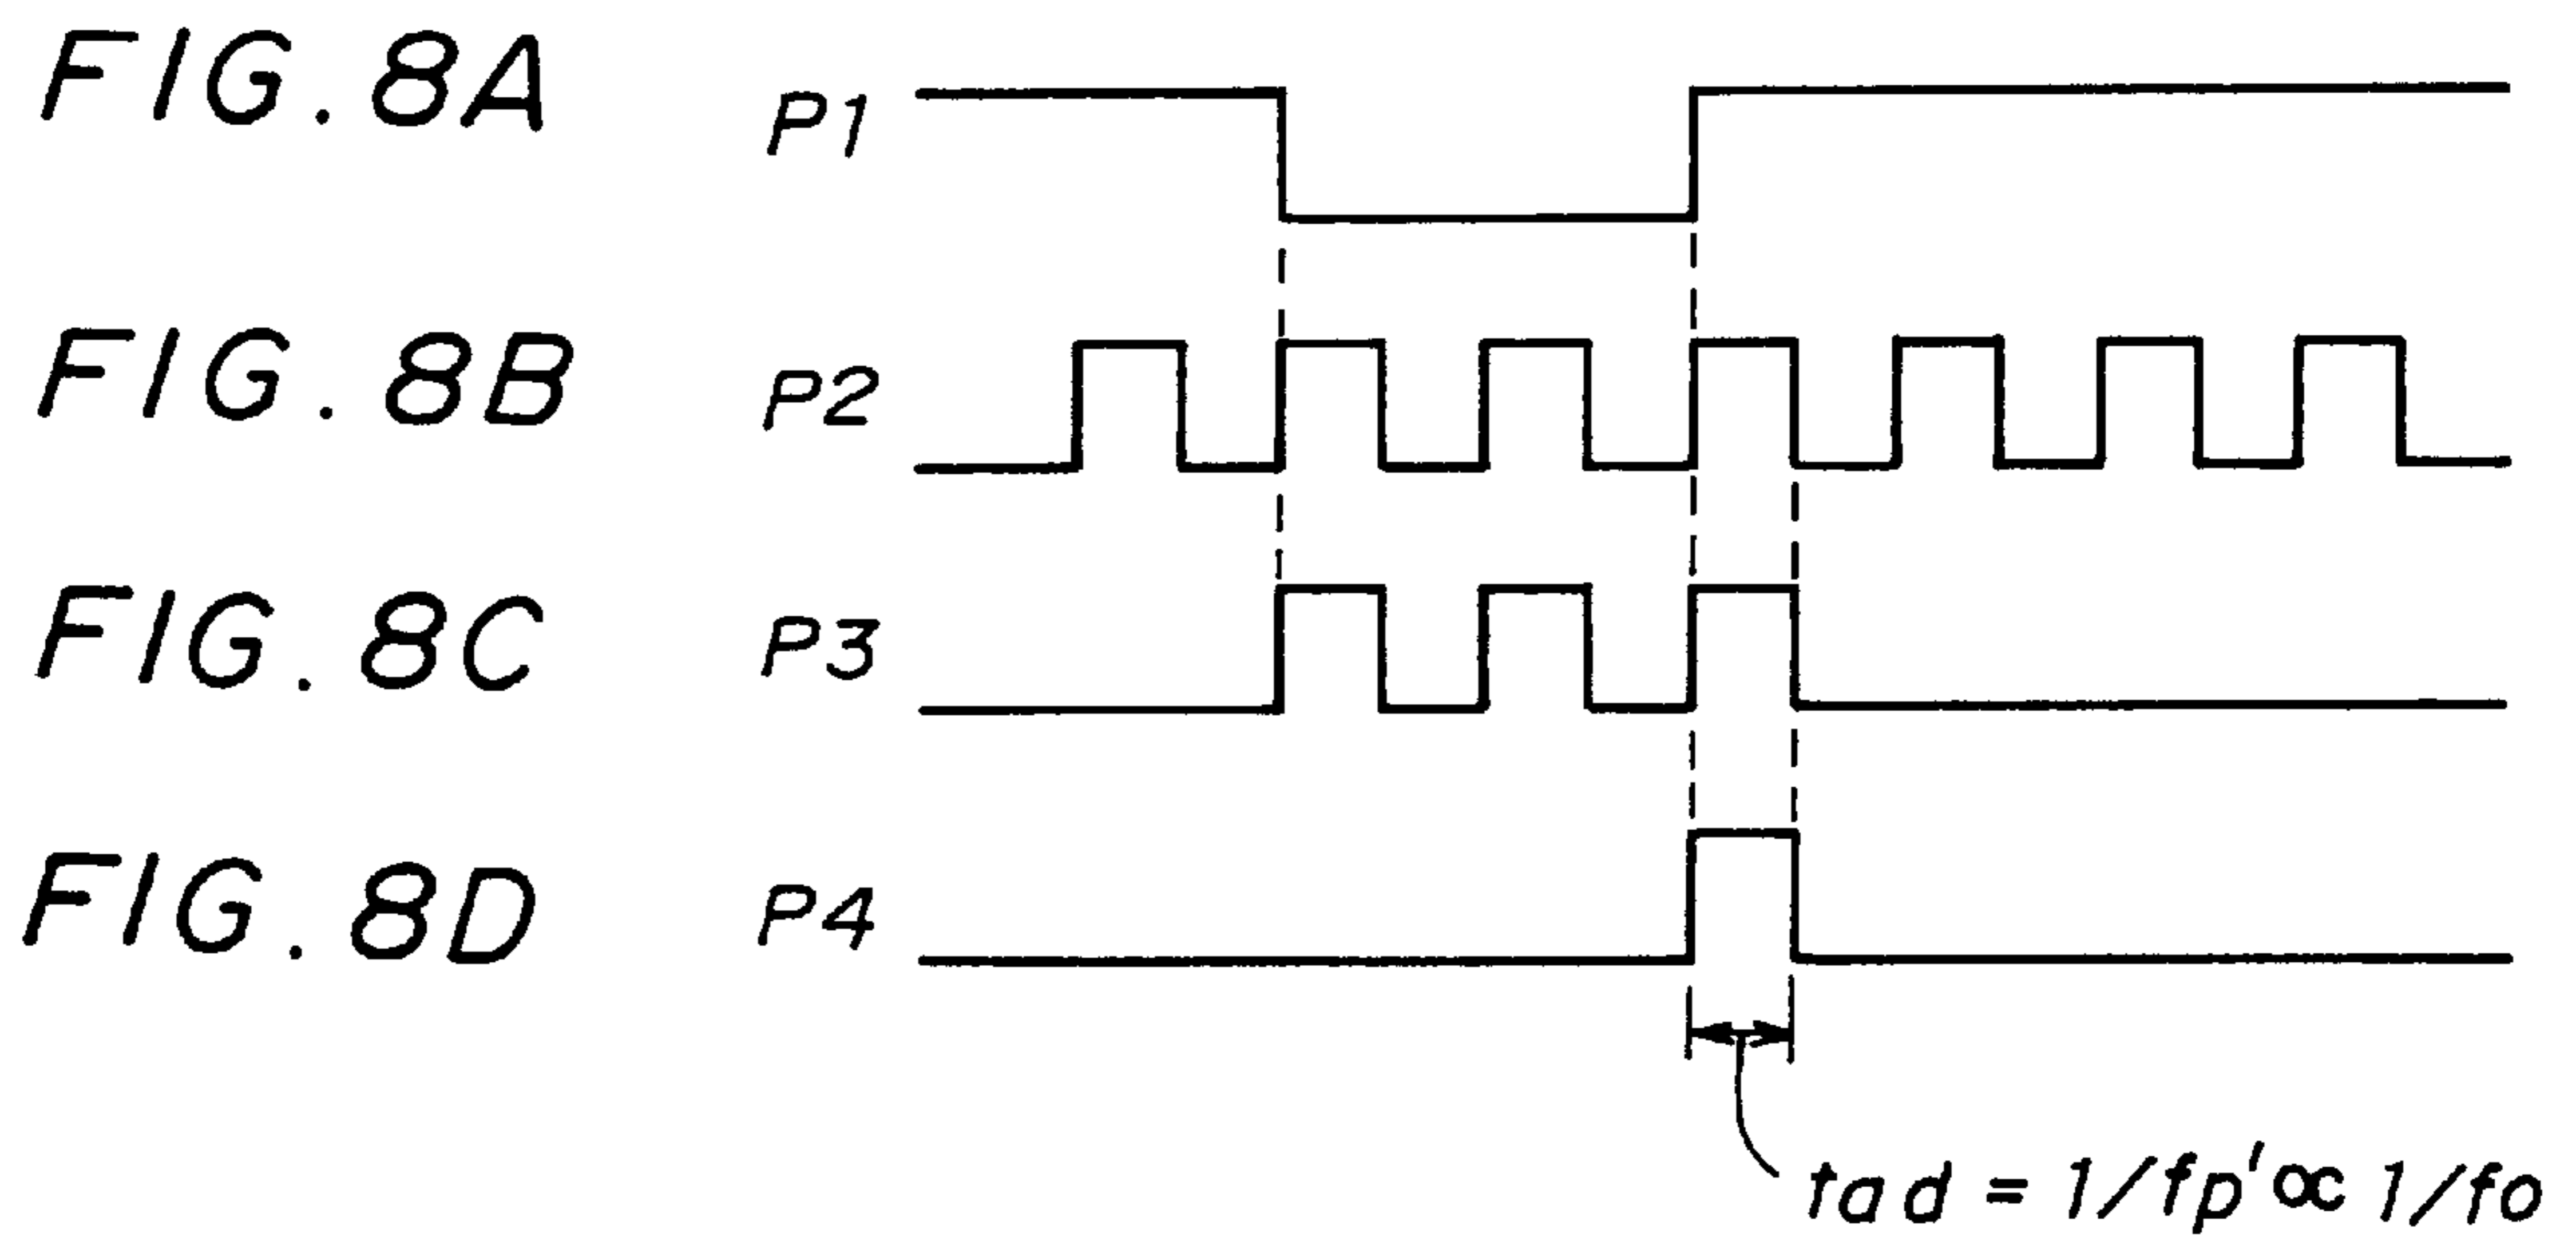 FIG. 8A P1
FIG. 8B P2
FIG. 8C P3
FIG. 8D P4
tad = 1/fp' ∝ 1/fo